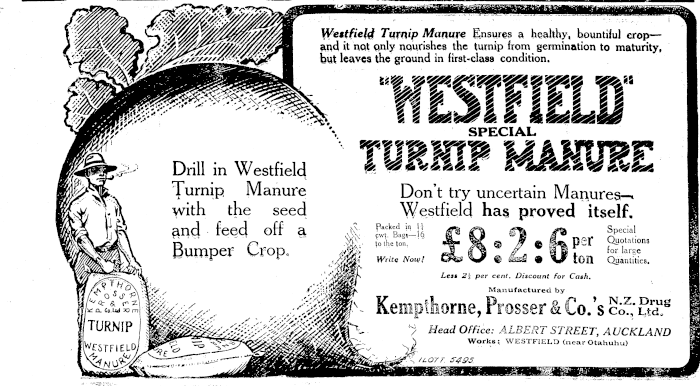 Westfield Turnip Manure Ensures a healthy, bountiful crop—
and it not only nourishes the turnip from germination to maturity,
but leaves the ground in first-class condition.
"WESTFIELD"
SPECIAL
TURNIP MANURE
Drill in Westfield
Turnip Manure
with the seed
and feed off a
Bumper Crop.
Don't try uncertain Manures—
Westfield has proved itself.
Packed in 1¼
cwt. Bags—16
to the ton.
Write Now!
£8:2:6 per
ton
Special
Quotations
for large
Quantities.
Less 2½ per cent. Discount for Cash.
Manufactured by
Kempthorne, Prosser & Co.'s N.Z. Drug
Co., Ltd.
Head Office: ALBERT STREET, AUCKLAND
Works: WESTFIELD (near Otahuhu)
ILOTT. 5495
KEMPTHORNE
PROSSER
&
TURNIP
WESTFIELD
MANURE